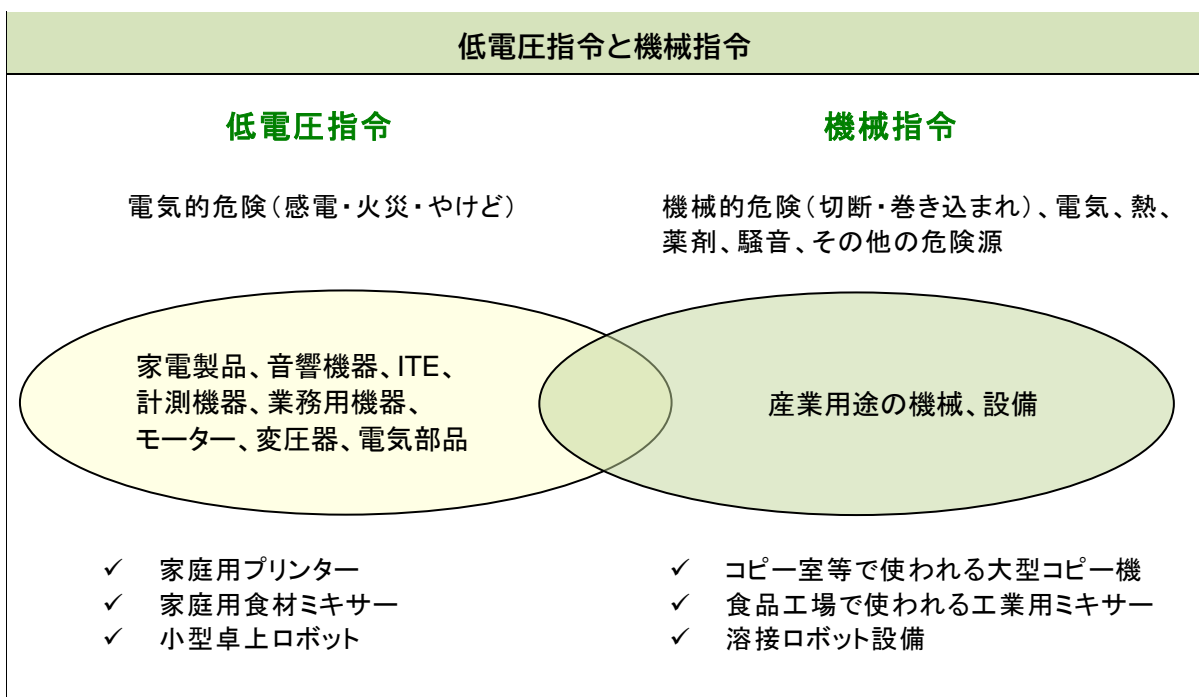 低電圧指令と機械指令
低電圧指令
機械指令
電気的危険（感電・火災・やけど）
機械的危険（切断・巻き込まれ）、電気、熱、
薬剤、騒音、その他の危険源
家電製品、音響機器、ITE、
計測機器、業務用機器、
モーター、変圧器、電気部品
産業用途の機械、設備
✓ 家庭用プリンター
✓ 家庭用食材ミキサー
✓ 小型卓上ロボット
✓ コピー室等で使われる大型コピー機
✓ 食品工場で使われる工業用ミキサー
✓ 溶接ロボット設備